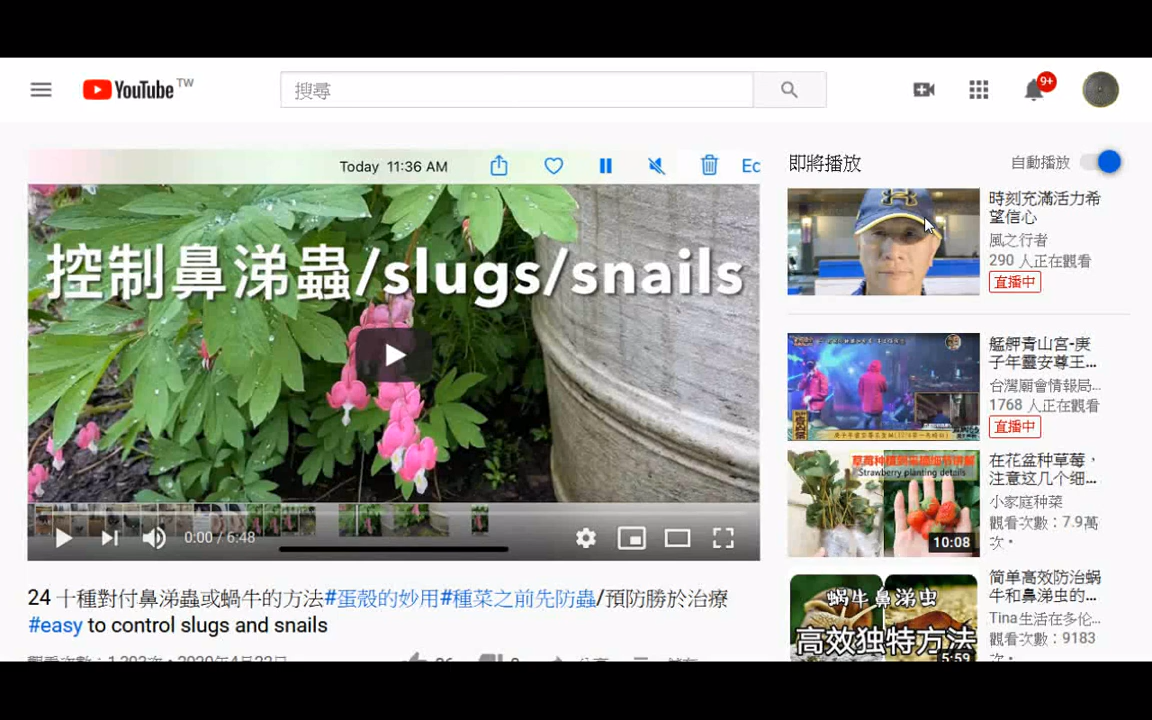 YouTube TW
搜尋
9+
Today 11:36 AM
Ec
控制鼻涕蟲/slugs/snails
0:00 / 6:48
24 十種對付鼻涕蟲或蝸牛的方法#蛋殼的妙用#種菜之前先防蟲/預防勝於治療
#easy to control slugs and snails
即將播放
自動播放
時刻充滿活力希
望信心
風之行者
290 人正在觀看
直播中
艋舺青山宮-庚
子年靈安尊王...
台灣廟會情報局...
1768 人正在觀看
直播中
Strawberry planting details
10:08
在花盆种草莓，
注意这几个细...
小家庭种菜
觀看次數：7.9萬
次・
蜗牛鼻涕虫
高效独特方法
5:59
简单高效防治蜗
牛和鼻涕虫的...
Tina生活在多伦...
觀看次數：9183